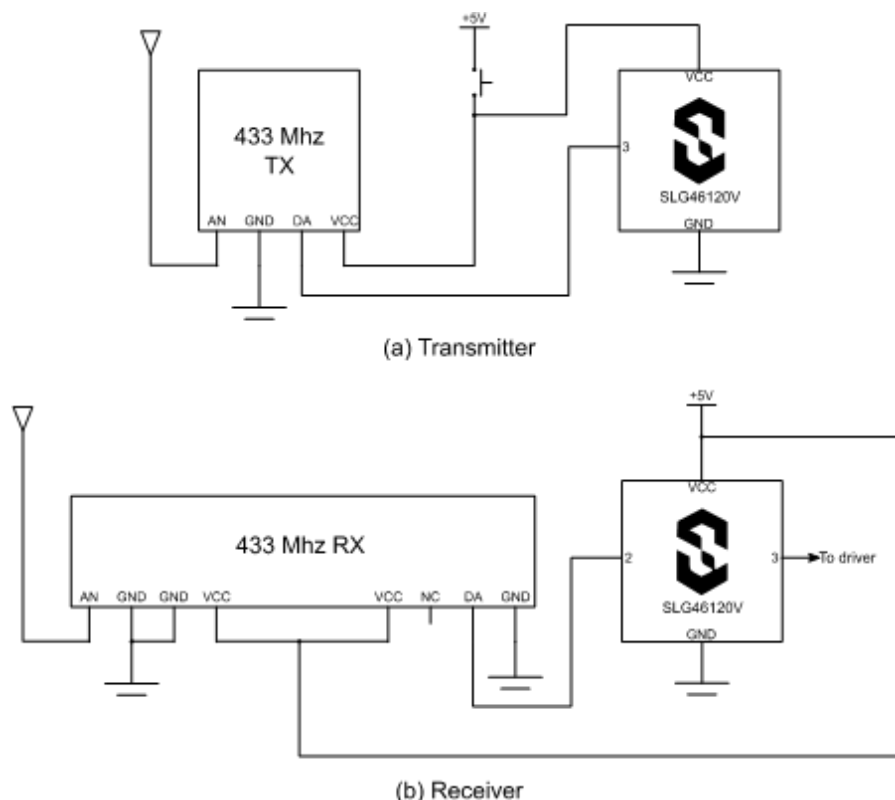 +5V
VCC
433 Mhz
TX
3
SLG46120V
AN GND DA VCC
GND
(a) Transmitter
+5V
VCC
433 Mhz RX
2
3
To driver
AN GND GND VCC VCC NC DA GND
SLG46120V
GND
(b) Receiver